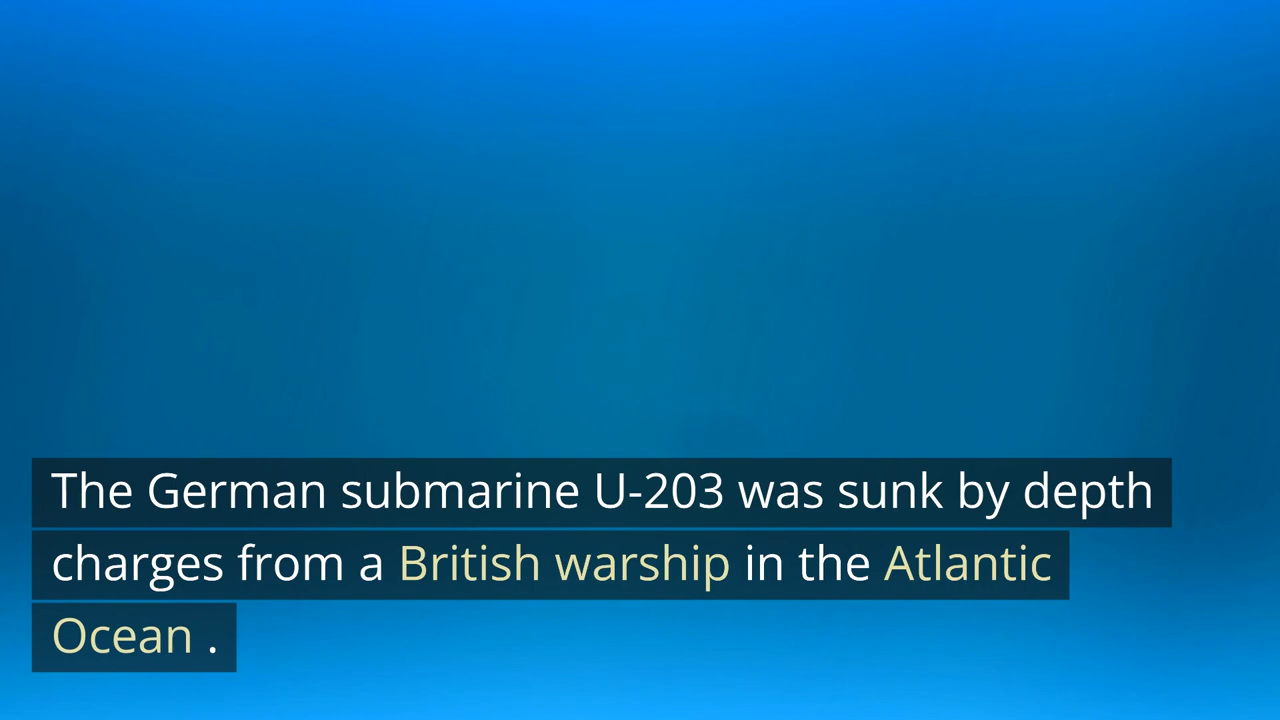 The German submarine U-203 was sunk by depth
charges from a British warship in the Atlantic
Ocean .